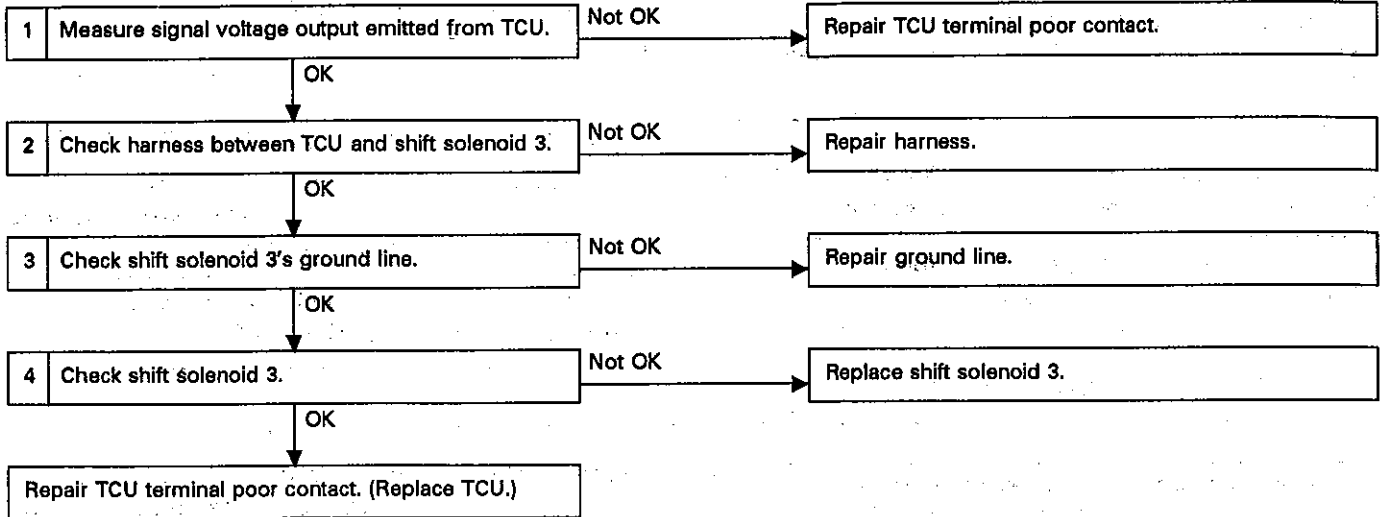 1 Measure signal voltage output emitted from TCU.
Not OK
Repair TCU terminal poor contact.
OK
2 Check harness between TCU and shift solenoid 3.
Not OK
Repair harness.
OK
3 Check shift solenoid 3's ground line.
Not OK
Repair ground line.
OK
4 Check shift solenoid 3.
Not OK
Replace shift solenoid 3.
OK
Repair TCU terminal poor contact. (Replace TCU.)